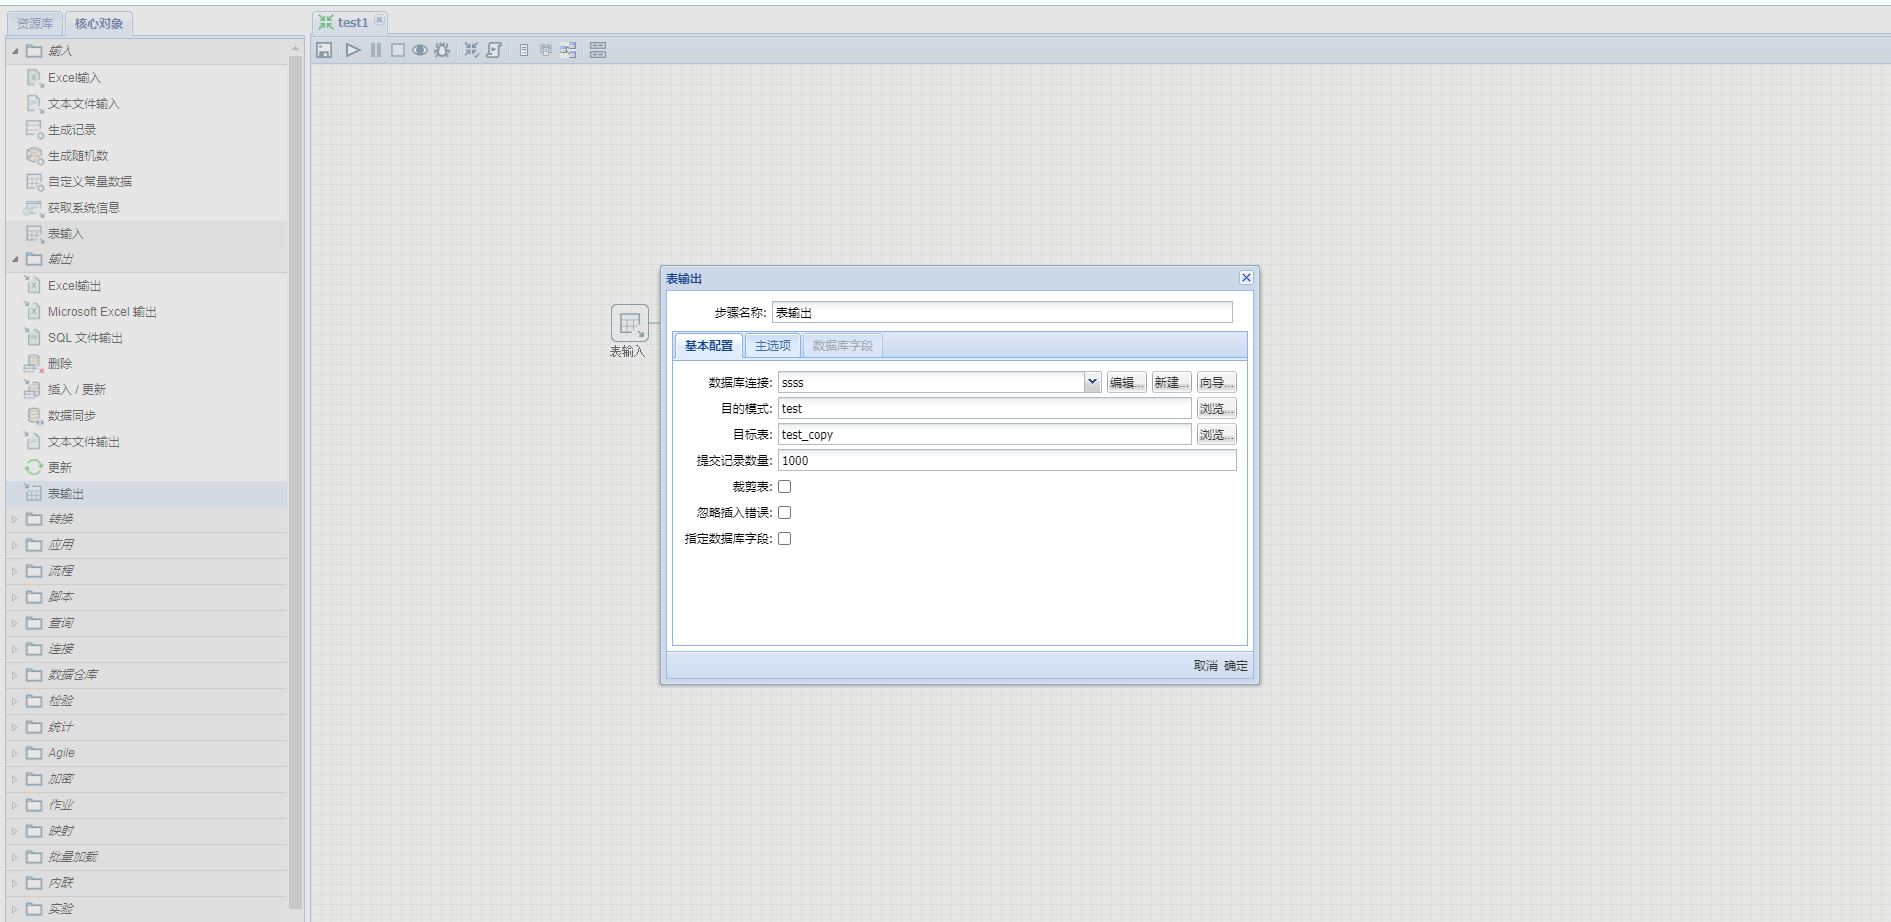 资源库 核心对象
输入
Excel输入
文本文件输入
生成记录
生成随机数
自定义常量数据
获取系统信息
表输入
输出
Excel输出
Microsoft Excel 输出
SQL 文件输出
删除
插入 / 更新
数据同步
文本文件输出
更新
表输出
转换
应用
流程
脚本
查询
连接
数据仓库
检验
统计
Agile
加密
作业
映射
批量加载
内联
实验
test1
表输入
表输出
步骤名称: 表输出
基本配置 主选项 数据库字段
数据库连接: ssss 编辑... 新建... 向导...
目的模式: test 浏览...
目标表: test_copy 浏览...
提交记录数量: 1000
裁剪表:
忽略插入错误:
指定数据库字段:
取消 确定